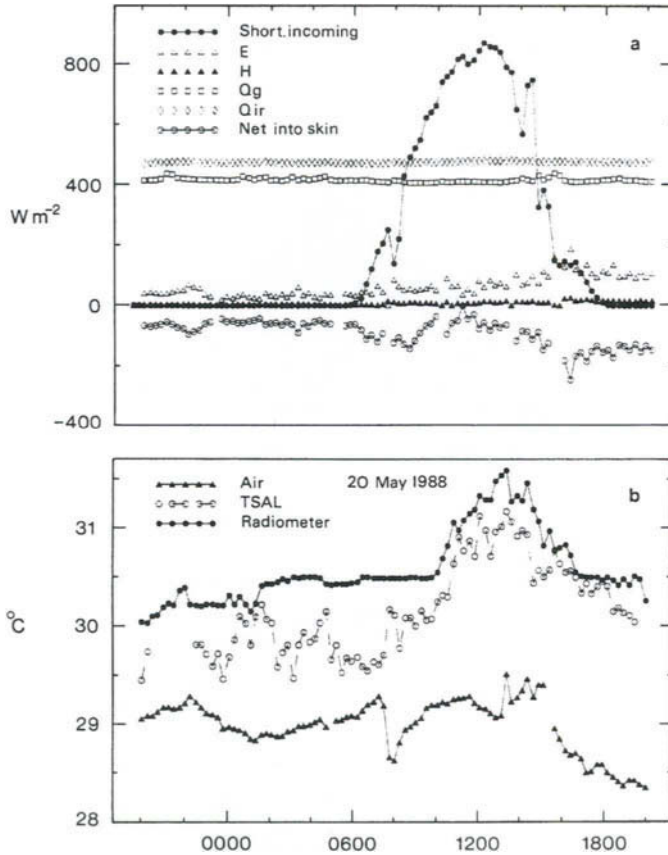 Short. incoming
E
H
Qg
Qir
Net into skin
a
800
400
0
-400
Wm-2
Air
TSAL
Radiometer
20 May 1988
b
31
30
29
28
°C
0000 0600 1200 1800